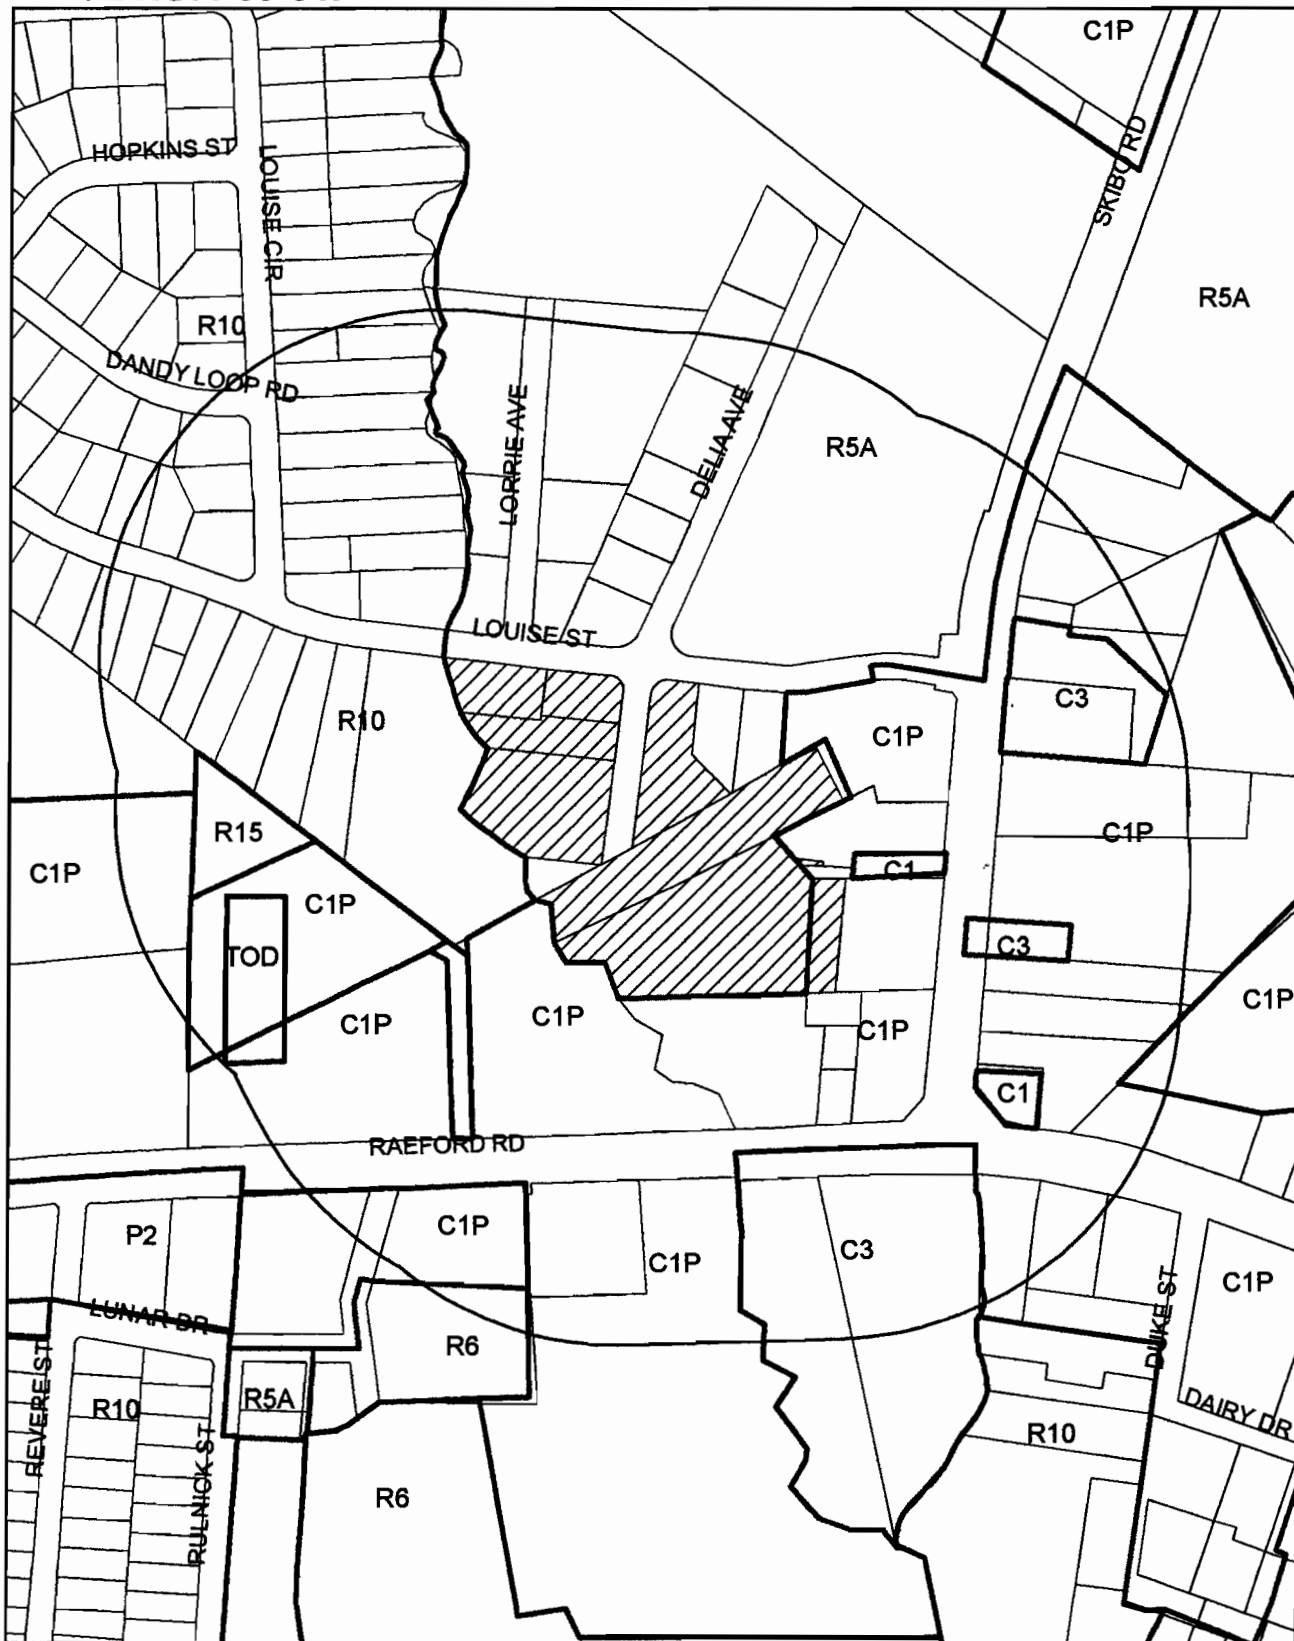 C1P
HOPKINS ST
LOUISE CIR
SKIBO RD
R5A
R10
DANDY LOOP RD
LORRIE AVE
DELIA AVE
R5A
LOUISE ST
C3
R10
C1P
R15
C1P
C1P
C1
C1P
TOD
C3
C1P
C1P
C1P
C1P
C1
RAEFORD RD
P2
C1P
C1P
C3
C1P
LUNAR DR
DUKE ST
R6
REVERE ST
R5A
R10
DAIRY DR
R10
RULNICK ST
R6